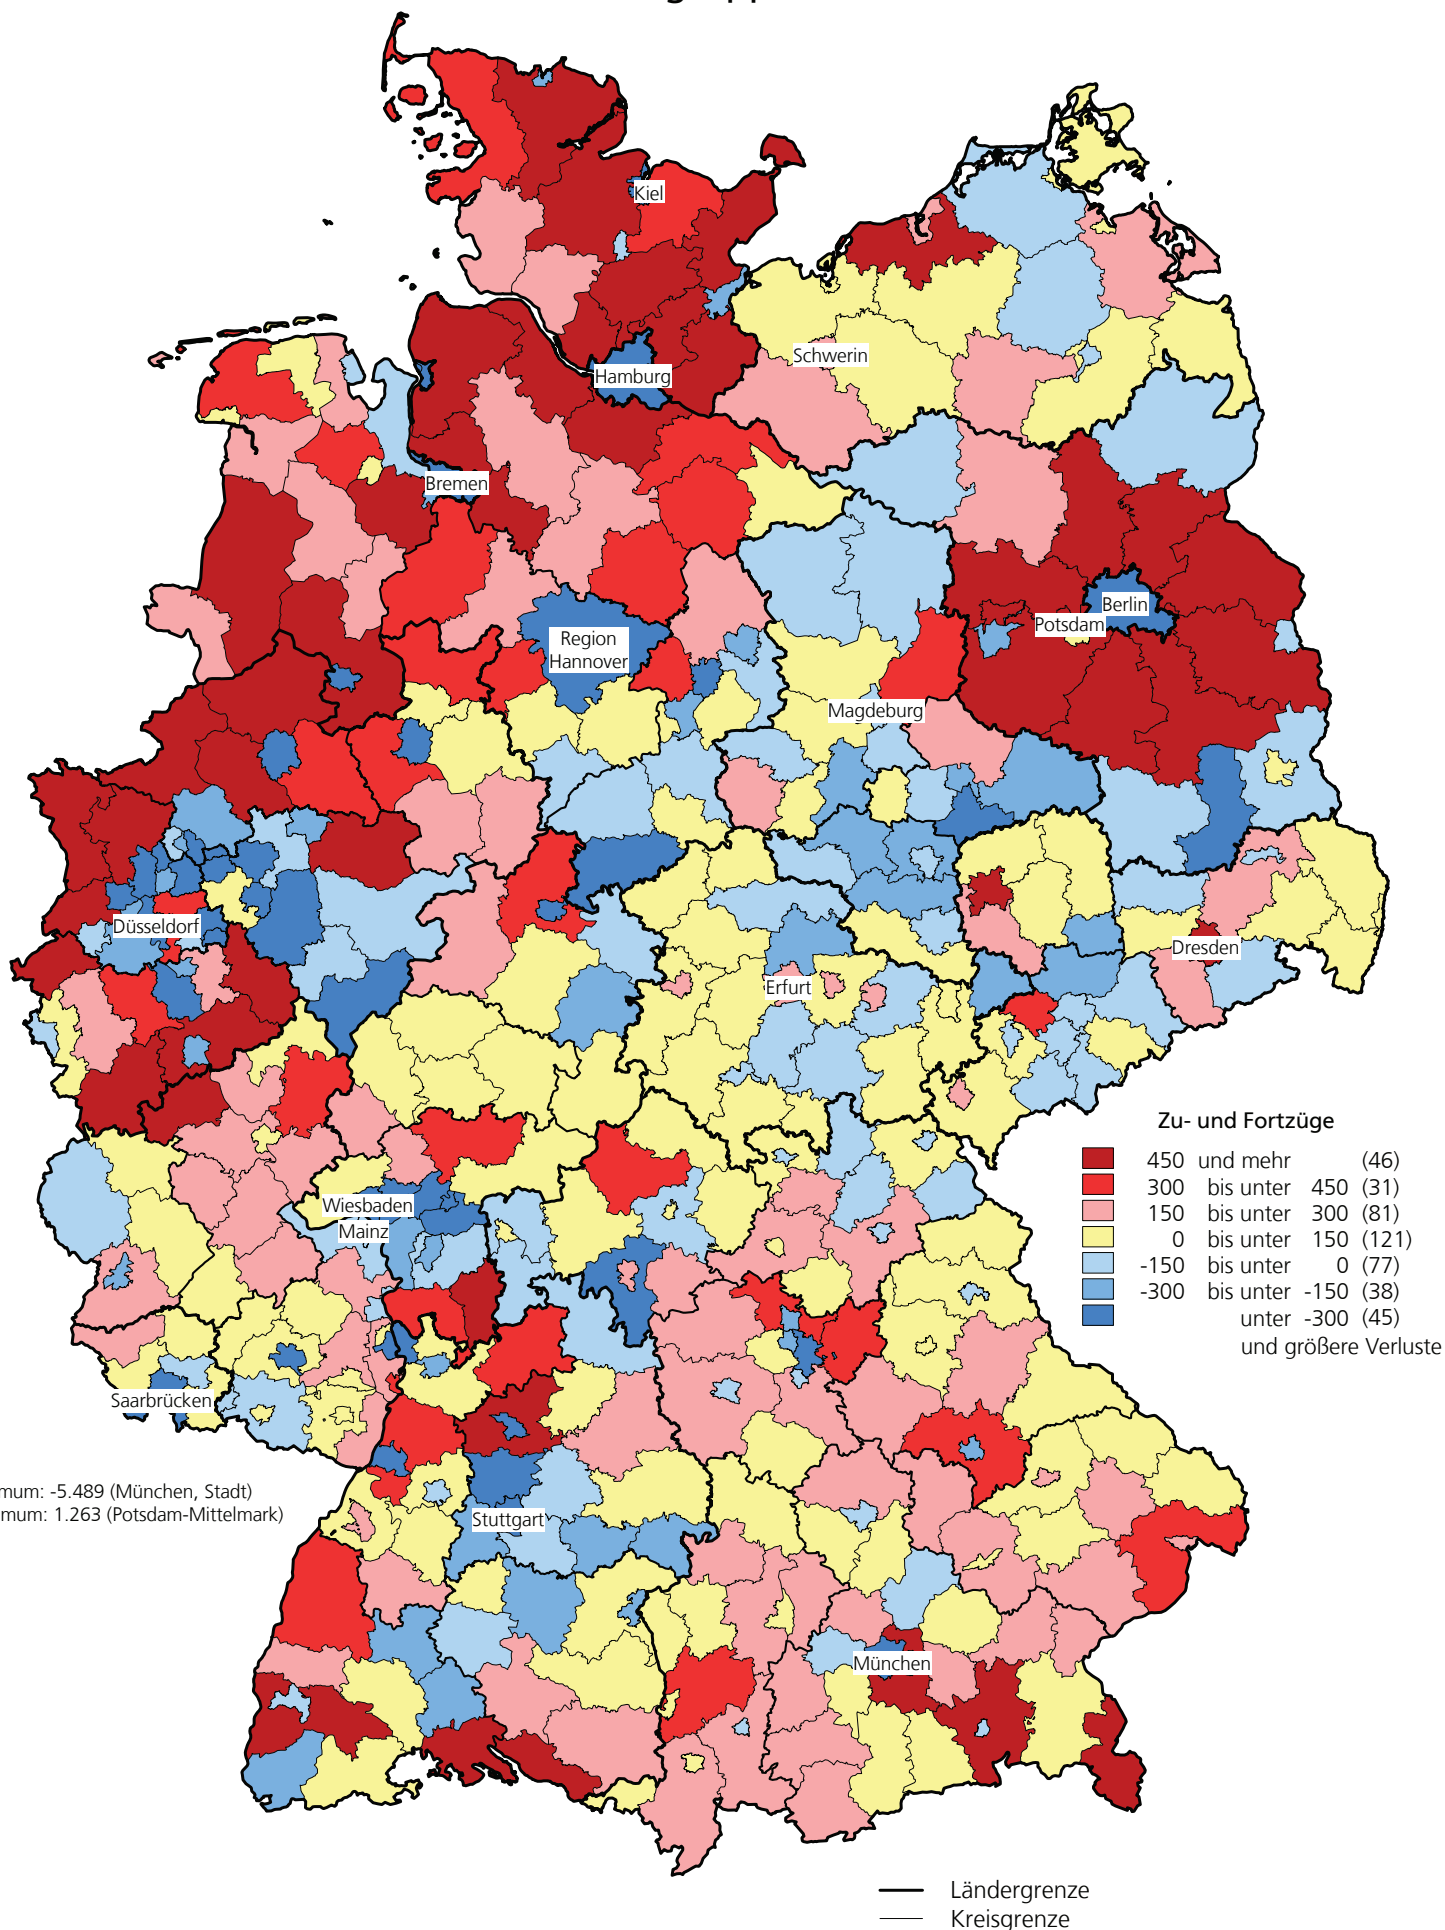 Kiel
Schwerin
Hamburg
Bremen
Berlin
Potsdam
Region
Hannover
Magdeburg
Düsseldorf
Dresden
Erfurt
Zu- und Fortzüge
450 und mehr (46)
300 bis unter 450 (31)
150 bis unter 300 (81)
0 bis unter 150 (121)
-150 bis unter 0 (77)
-300 bis unter -150 (38)
unter -300 (45)
und größere Verluste
Wiesbaden
Mainz
Saarbrücken
mum: -5.489 (München, Stadt)
mum: 1.263 (Potsdam-Mittelmark)
Stuttgart
München
Ländergrenze
Kreisgrenze